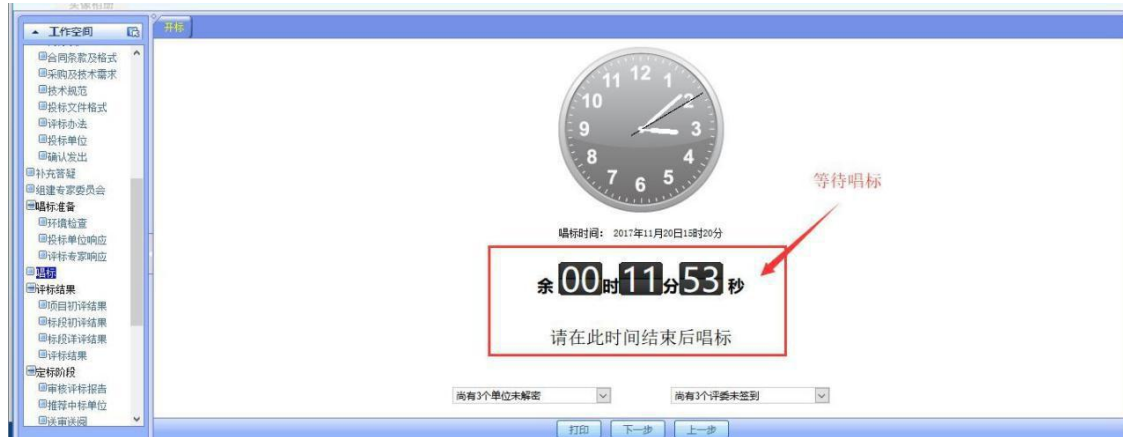 工作空间
开标
合同条款及格式
采购及技术需求
技术规范
投标文件格式
评标办法
投标单位
确认发出
补充答疑
组建专家委员会
唱标准备
环境检查
投标单位响应
评标专家响应
唱标
评标结果
项目初评结果
标段初评结果
标段详评结果
评标结果
定标阶段
审核评标报告
推荐中标单位
送审送阅
12
11 1
10 2
9 3
8 4
7 5
6
等待唱标
唱标时间: 2017年11月20日15时20分
余 00 时 11 分 53 秒
请在此时间结束后唱标
尚有3个单位未解密 尚有3个评委未签到
打印 下一步 上一步